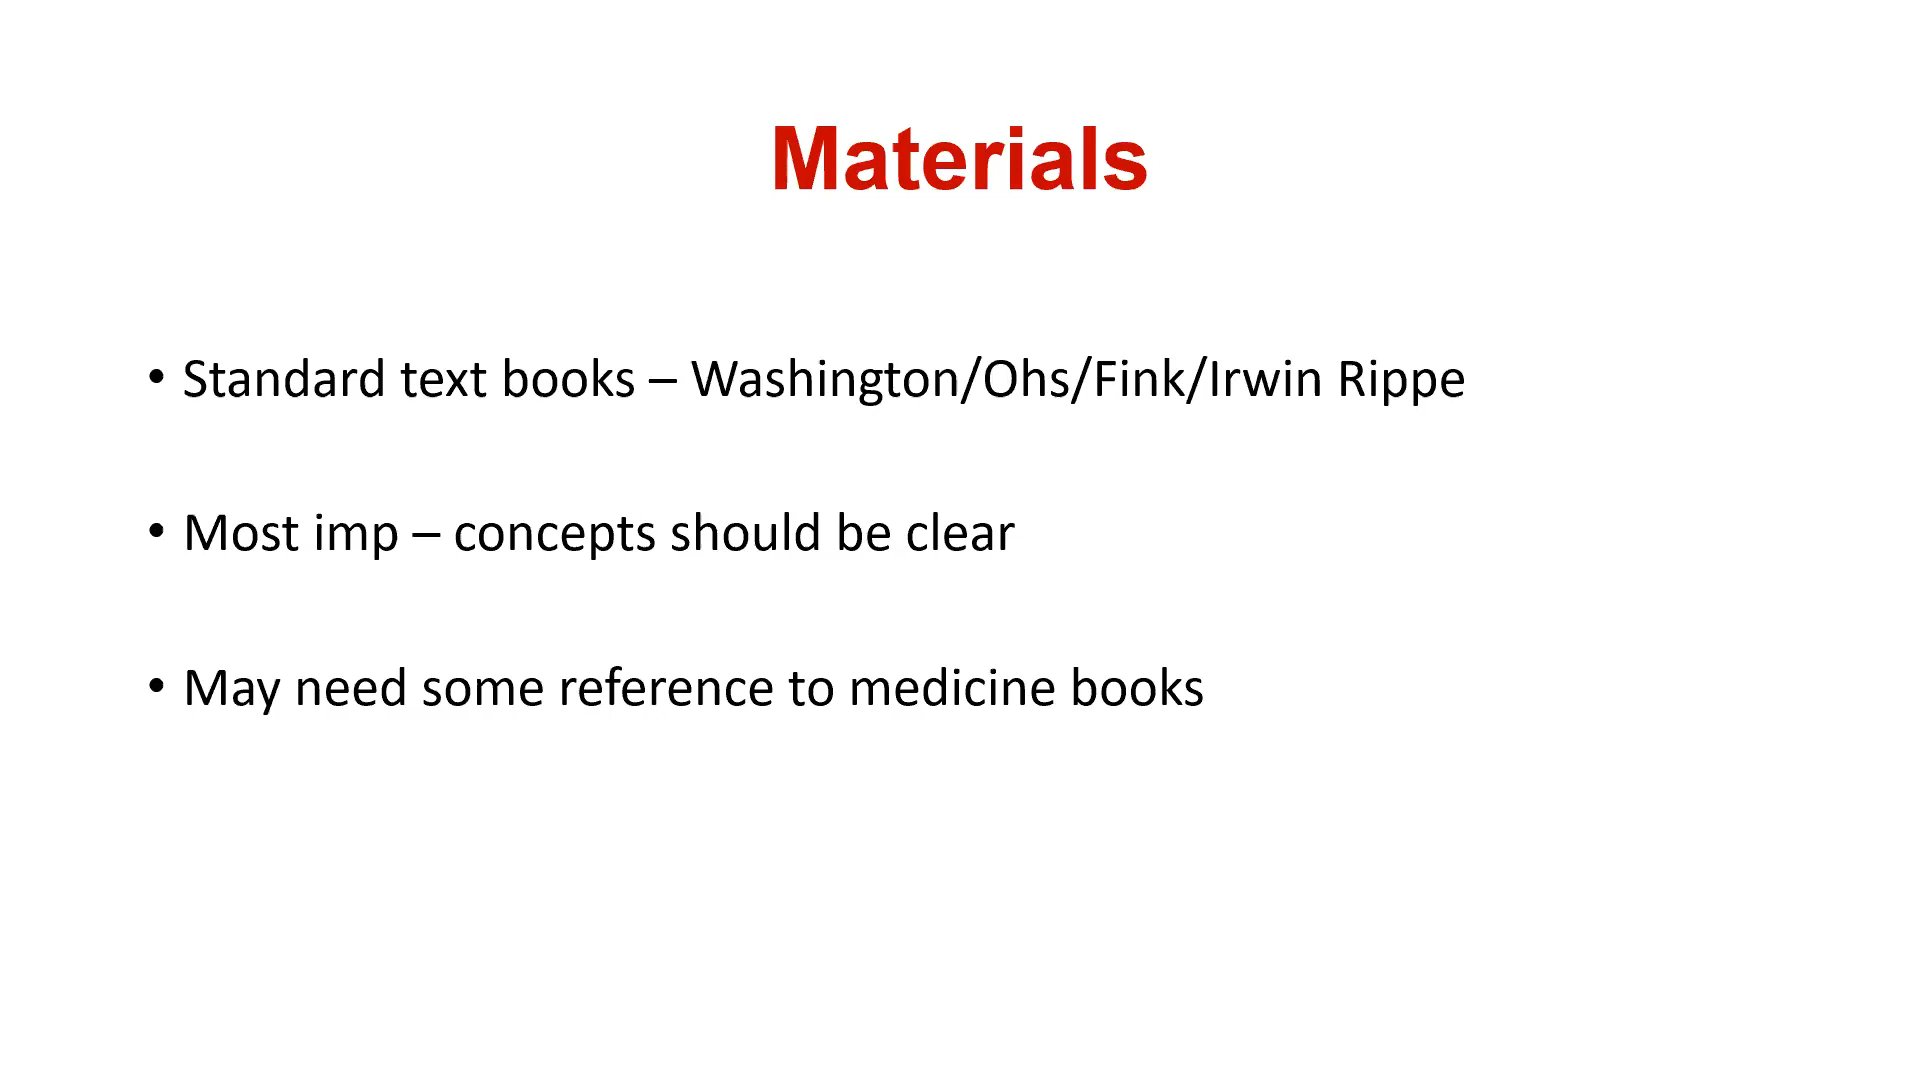 Materials
• Standard text books – Washington/Ohs/Fink/Irwin Rippe
• Most imp – concepts should be clear
• May need some reference to medicine books